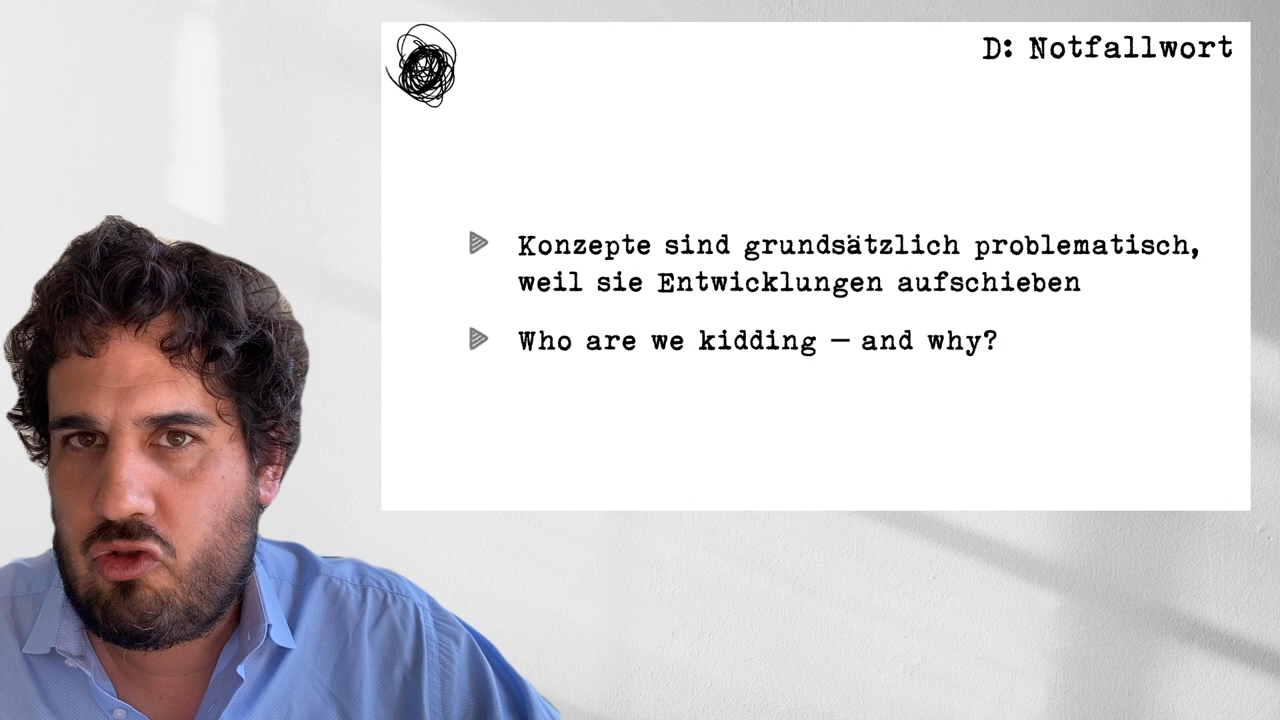 D: Notfallwort
Konzepte sind grundsätzlich problematisch,
weil sie Entwicklungen aufschieben
Who are we kidding — and why?